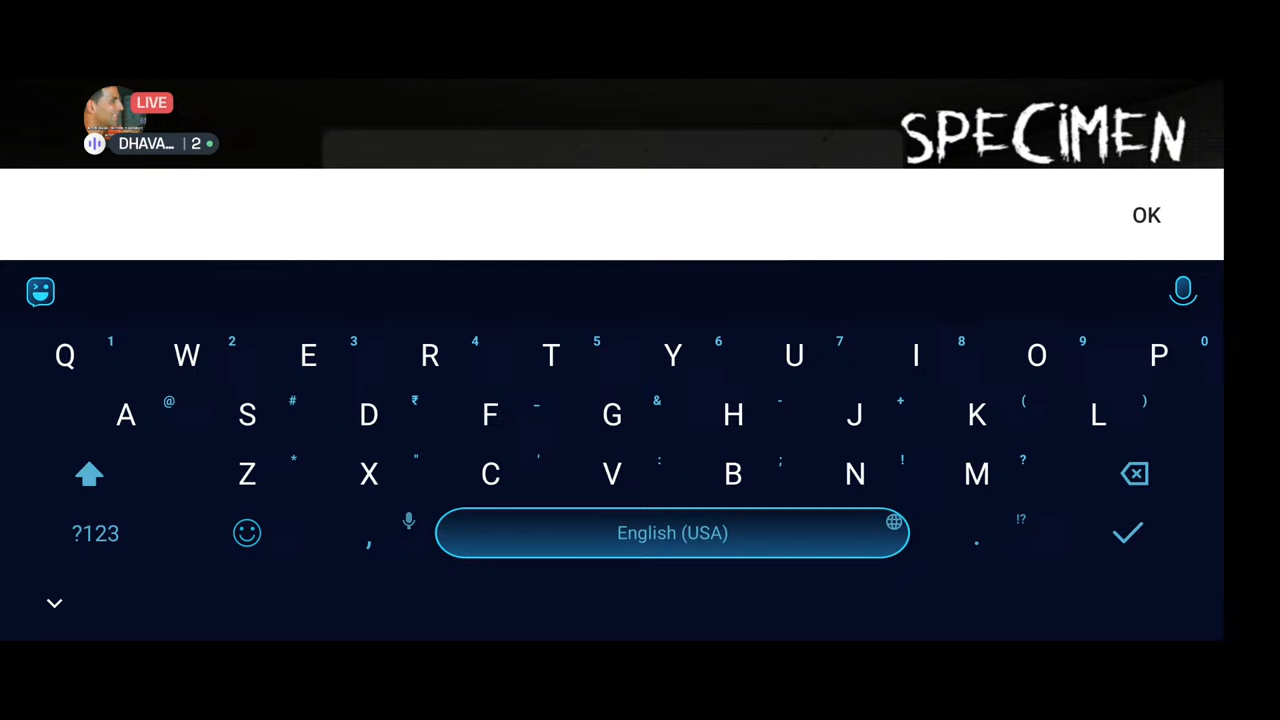 LIVE
SPECiMEN
DHAVA... | 2
OK
Q 1 W 2 E 3 R 4 T 5 Y 6 U 7 I 8 O 9 P 0
A @ S # D ₹ F _ G & H - J + K ( L )
Z * X " C ' V : B ; N ! M ?
?123 , English (USA) . !?